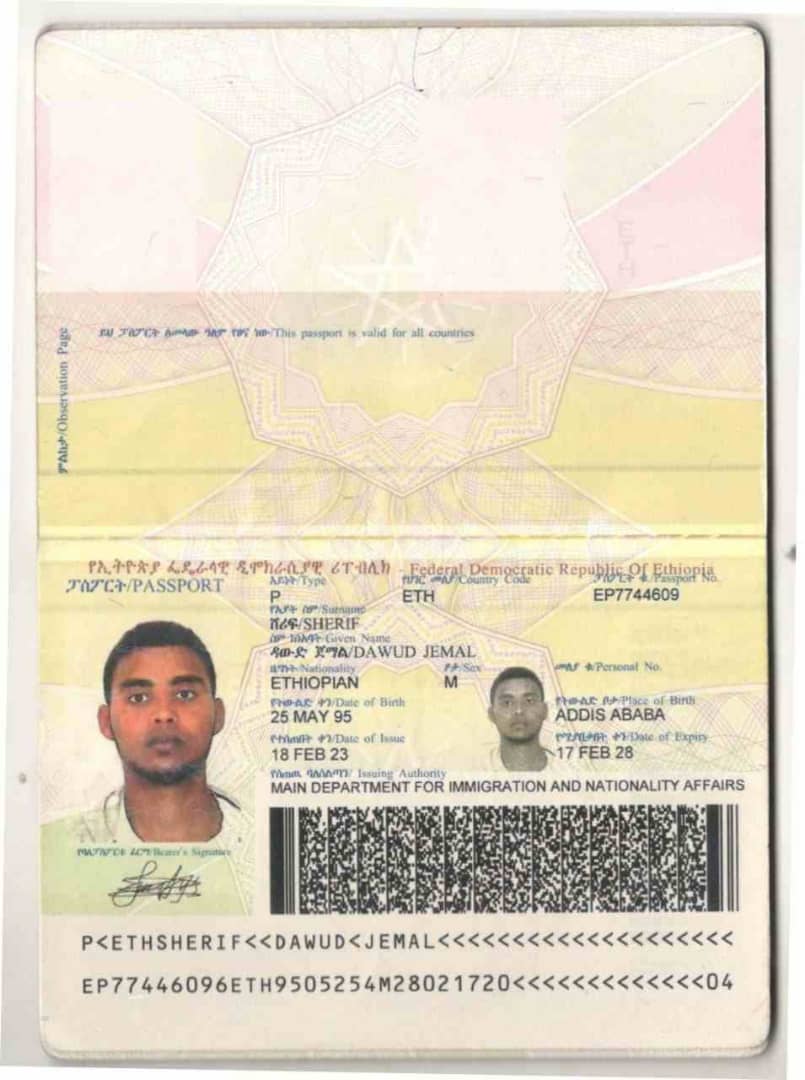 ይህ ፓስፖርት ለመላው ዓለም የፀና ነው/This passport is valid for all countries
ምልከታ/Observation Page
የኢትዮጵያ ፌዴራላዊ ዲሞክራሲያዊ ሪፐብሊክ - Federal Democratic Republic Of Ethiopia
ፓስፖርት/PASSPORT
ዓይነት/Type የሀገር መለያ/Country Code ፓስፖርት ቁ./Passport No.
P ETH EP7744609
የአያት ስም/Surname
ሸሪፍ/SHERIF
ስም ከነአባት/Given Name
ዳውድ ጀማል/DAWUD JEMAL
ዜግነት/Nationality ፆታ/Sex መለያ ቁ/Personal No.
ETHIOPIAN M
የትውልድ ቀን/Date of Birth የትውልድ ቦታ/Place of Birth
25 MAY 95 ADDIS ABABA
የተሰጠበት ቀን/Date of Issue የሚያበቃበት ቀን/Date of Expiry
18 FEB 23 17 FEB 28
የሰጠዉ ባለስልጣን/ Issuing Authority
MAIN DEPARTMENT FOR IMMIGRATION AND NATIONALITY AFFAIRS
የባለፓስፖርቱ ፊርማ/Bearer's Signature
P<ETHSHERIF<<DAWUD<JEMAL<<<<<<<<<<<<<<<<<<<<
EP77446096ETH9505254M28021720<<<<<<<<<<<<<04